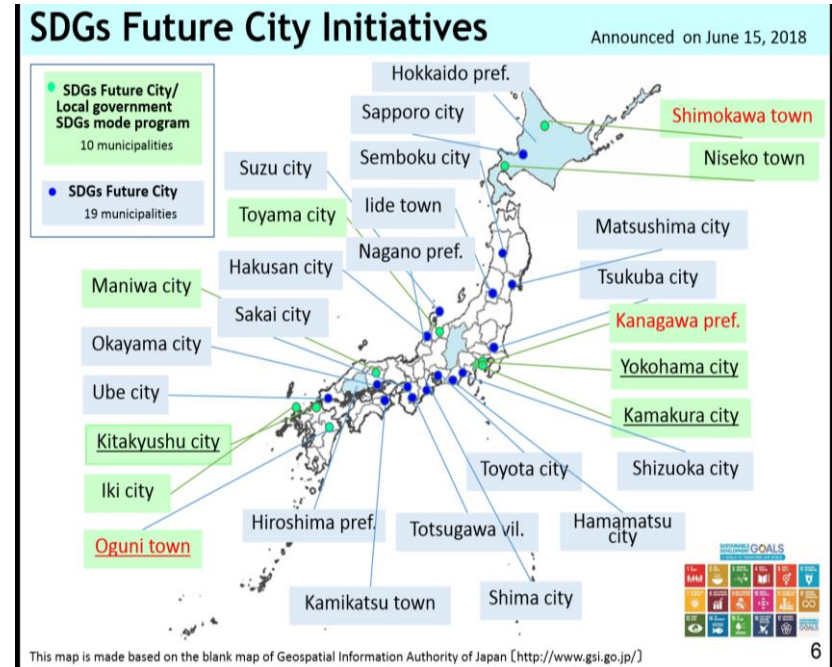 SDGs Future City Initiatives
Announced on June 15, 2018
SDGs Future City/
Local government
SDGs mode program
10 municipalities
SDGs Future City
19 municipalities
Hokkaido pref.
Sapporo city
Semboku city
Suzu city
Iide town
Toyama city
Nagano pref.
Hakusan city
Maniwa city
Sakai city
Okayama city
Ube city
Kitakyushu city
Iki city
Oguni town
Hiroshima pref.
Kamikatsu town
Totsugawa vil.
Shima city
Toyota city
Hamamatsu
city
Shizuoka city
Kamakura city
Yokohama city
Kanagawa pref.
Tsukuba city
Matsushima city
Niseko town
Shimokawa town
SUSTAINABLE
DEVELOPMENT GOALS
This map is made based on the blank map of Geospatial Information Authority of Japan〔http://www.gsi.go.jp/〕
6